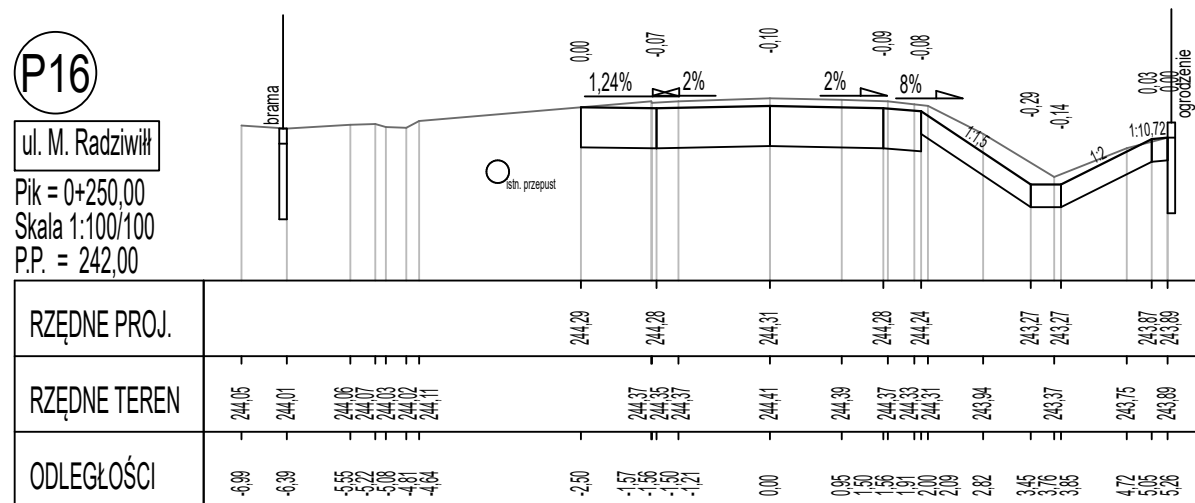 P16
ul. M. Radziwiłł
Pik = 0+250,00
Skala 1:100/100
P.P. = 242,00
brama
istn. przepust
ogrodzenie
0,00 -0,07 -0,10 -0,09 -0,08 -0,29 -0,14 0,03 0,00
1,24% 2% 2% 8%
1:1,5 1:2 1:10,72
RZĘDNE PROJ.
244,29 244,28 244,31 244,28 244,24 243,27 243,27 243,87 243,89
RZĘDNE TEREN
244,05 244,01 244,06 244,07 244,03 244,02 244,11 244,37 244,35 244,37 244,41 244,39 244,37 244,33 244,31 243,94 243,37 243,75 243,89
ODLEGŁOŚCI
-6,99 -6,39 -5,55 -5,22 -5,08 -4,81 -4,64 -2,50 -1,57 -1,56 -1,50 -1,21 0,00 0,95 1,50 1,56 1,91 2,00 2,09 2,82 3,45 3,76 3,85 4,72 5,05 5,26